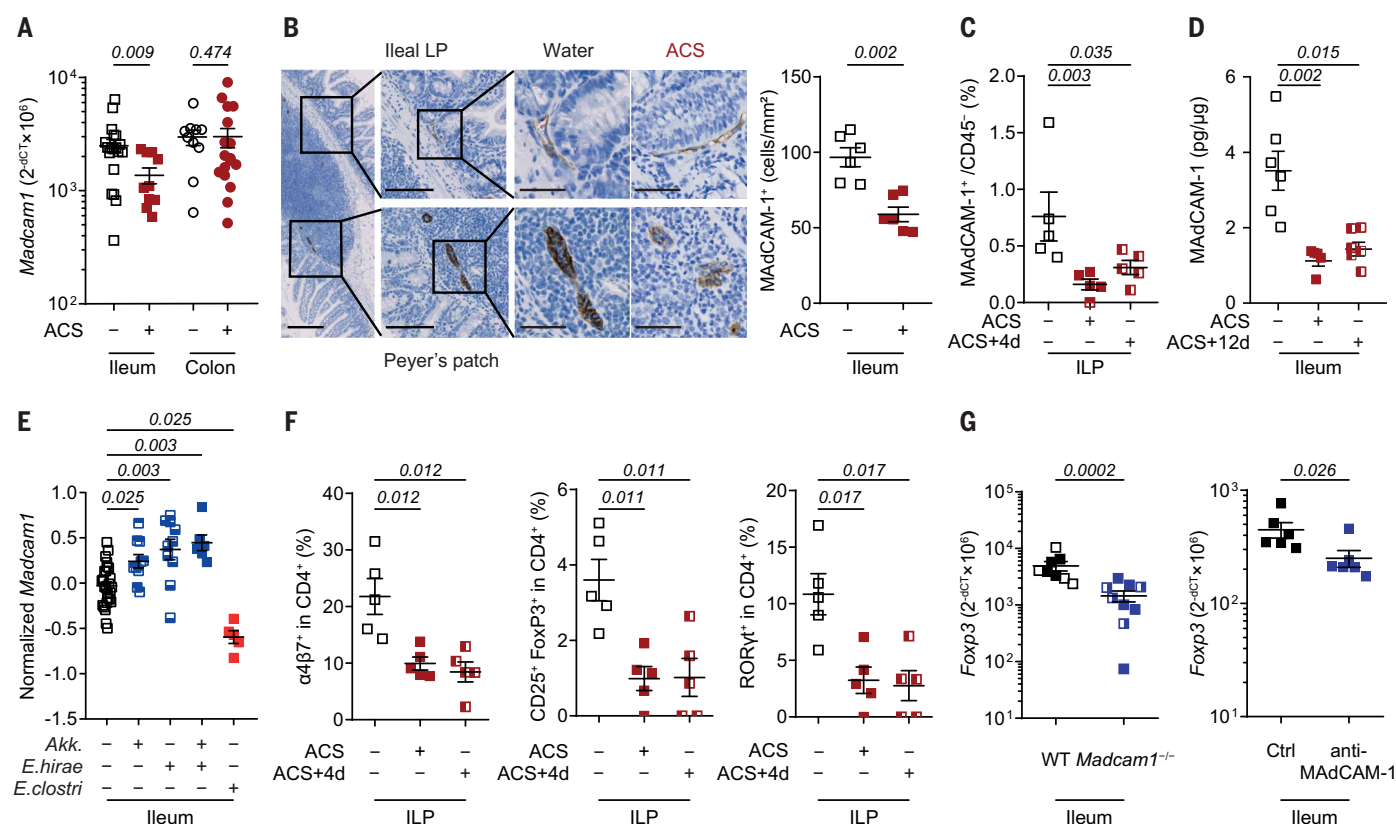 A
0.009 0.474
Madcam1 (2⁻ᵈᶜᵀ×10⁶)
10⁴
10³
10²
ACS − + − +
Ileum Colon
B
Ileal LP Water ACS
Peyer's patch
0.002
MAdCAM-1⁺ (cells/mm²)
150
100
50
0
ACS − +
Ileum
C
0.035
0.003
MAdCAM-1⁺ /CD45⁻ (%)
2.0
1.5
1.0
0.5
0.0
ACS − + −
ACS+4d − − +
ILP
D
0.015
0.002
MAdCAM-1 (pg/µg)
6
4
2
0
ACS − + −
ACS+12d − − +
Ileum
E
0.025
0.003
0.003
0.025
Normalized Madcam1
1.0
0.5
0.0
-0.5
-1.0
-1.5
Akk. − + − + −
E.hirae − − + + −
E.clostri − − − − +
Ileum
F
0.012
0.012
α4β7⁺ in CD4⁺ (%)
40
30
20
10
0
ACS − + −
ACS+4d − − +
ILP
0.011
0.011
CD25⁺ FoxP3⁺ in CD4⁺ (%)
6
4
2
0
ACS − + −
ACS+4d − − +
ILP
0.017
0.017
RORγt⁺ in CD4⁺ (%)
20
15
10
5
0
ACS − + −
ACS+4d − − +
ILP
G
0.0002
Foxp3 (2⁻ᵈᶜᵀ×10⁶)
10⁵
10⁴
10³
10²
10¹
WT Madcam1⁻/⁻
Ileum
0.026
Foxp3 (2⁻ᵈᶜᵀ×10⁶)
10³
10²
10¹
Ctrl anti-
MAdCAM-1
Ileum